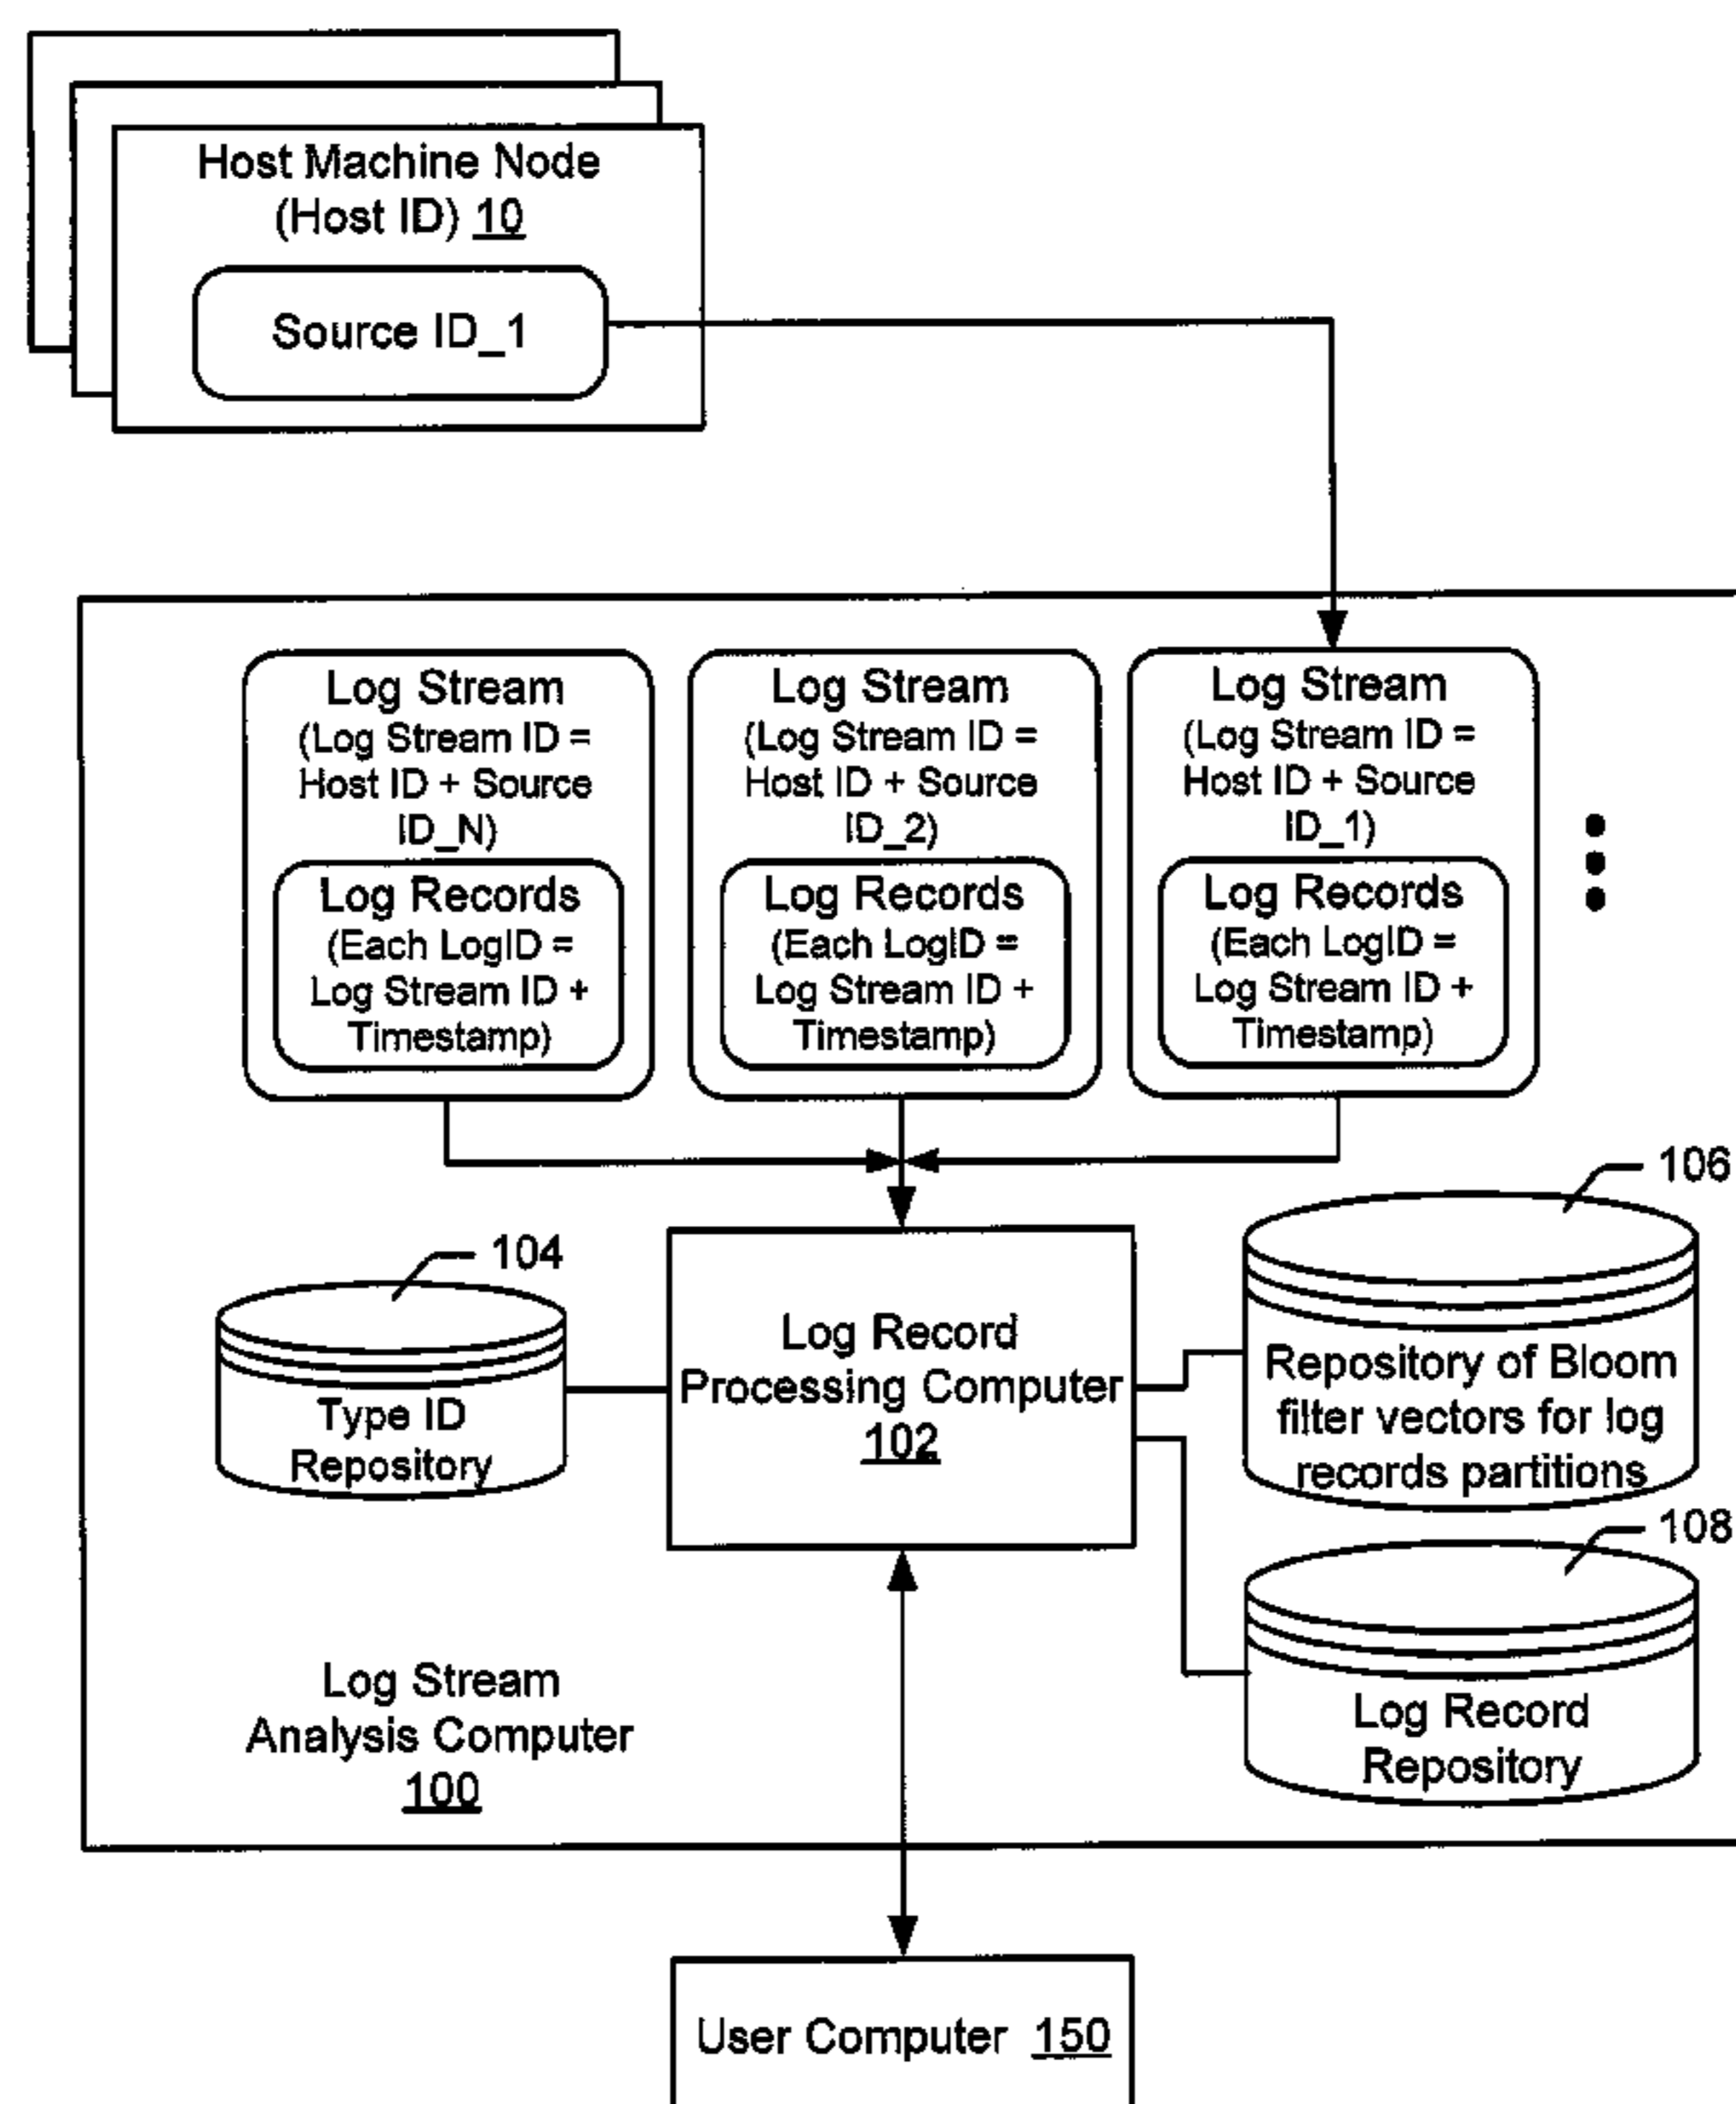 Host Machine Node
(Host ID) 10
Source ID_1
Log Stream
(Log Stream ID =
Host ID + Source
ID_N)
Log Records
(Each LogID =
Log Stream ID +
Timestamp)
Log Stream
(Log Stream ID =
Host ID + Source
ID_2)
Log Records
(Each LogID =
Log Stream ID +
Timestamp)
Log Stream
(Log Stream ID =
Host ID + Source
ID_1)
Log Records
(Each LogID =
Log Stream ID +
Timestamp)
104
Type ID
Repository
Log Record
Processing Computer
102
106
Repository of Bloom
filter vectors for log
records partitions
108
Log Record
Repository
Log Stream
Analysis Computer
100
User Computer 150